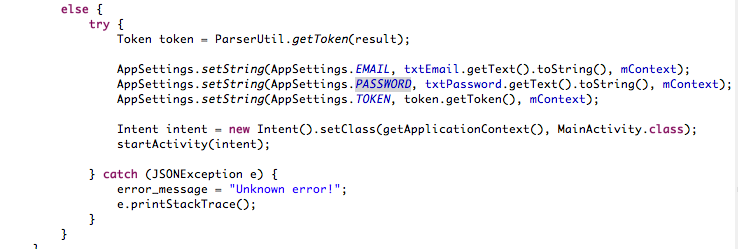 else {
try {
Token token = ParserUtil.getToken(result);
AppSettings.setString(AppSettings.EMAIL, txtEmail.getText().toString(), mContext);
AppSettings.setString(AppSettings.PASSWORD, txtPassword.getText().toString(), mContext);
AppSettings.setString(AppSettings.TOKEN, token.getToken(), mContext);
Intent intent = new Intent().setClass(getApplicationContext(), MainActivity.class);
startActivity(intent);
} catch (JSONException e) {
error_message = "Unknown error!";
e.printStackTrace();
}
}